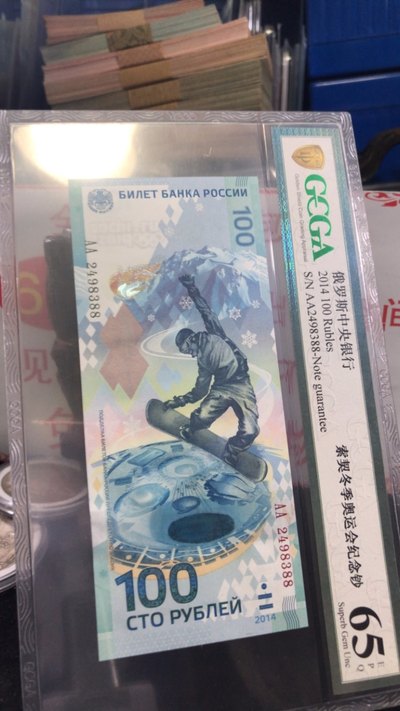 БИЛЕТ БАНКА РОССИИ
100
АА 2498388
АА 2498388
100
СТО РУБЛЕЙ
2014
GCGA
俄罗斯中央银行
2014 100 Rubles
S/N AA2498388-Note guarantee
索契冬季奥运会纪念钞
65
EPQ
Superb Gem Unc